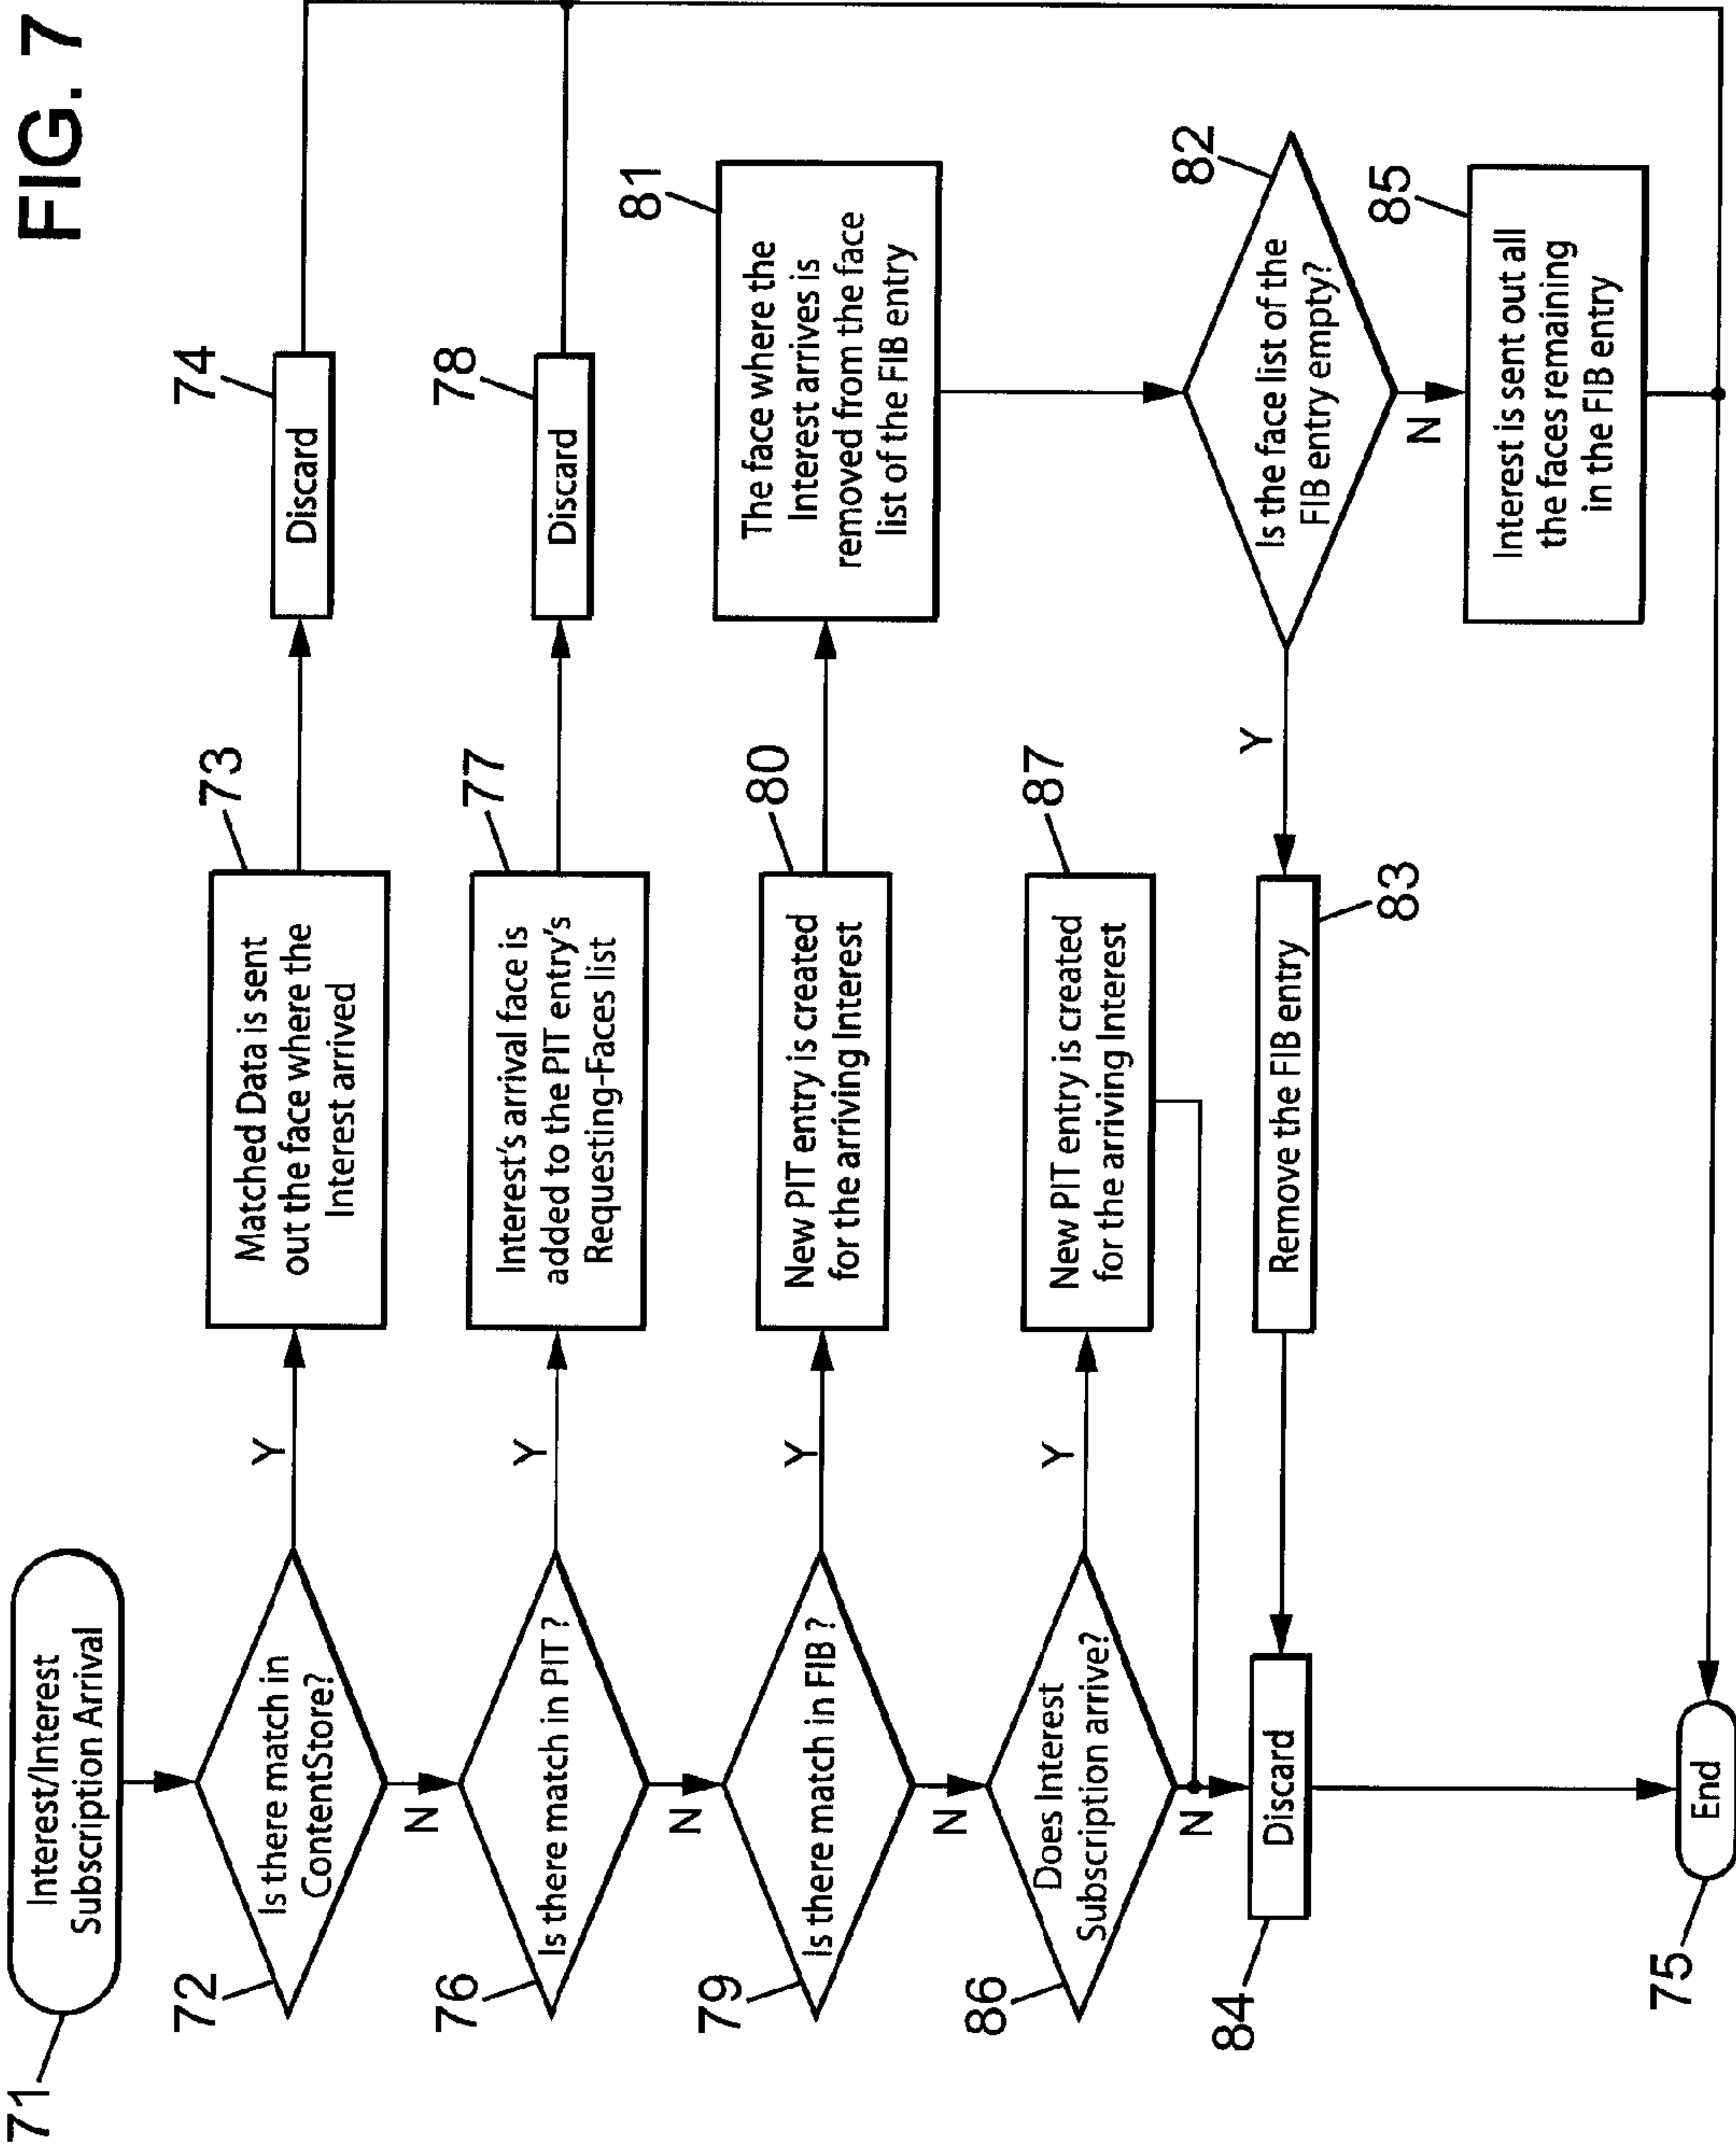 FIG. 7
71
Interest/Interest
Subscription Arrival
72
Is there match in
ContentStore?
Y
N
73
Matched Data is sent
out the face where the
Interest arrived
74
Discard
76
Is there match in PIT ?
Y
N
77
Interest's arrival face is
added to the PIT entry's
Requesting-Faces list
78
Discard
79
Is there match in FIB ?
Y
N
80
New PIT entry is created
for the arriving Interest
81
The face where the
Interest arrives is
removed from the face
list of the FIB entry
86
Does Interest
Subscription arrive?
Y
N
87
New PIT entry is created
for the arriving Interest
82
Is the face list of the
FIB entry empty?
Y
N
84
Discard
83
Remove the FIB entry
85
Interest is sent out all
the faces remaining
in the FIB entry
75
End